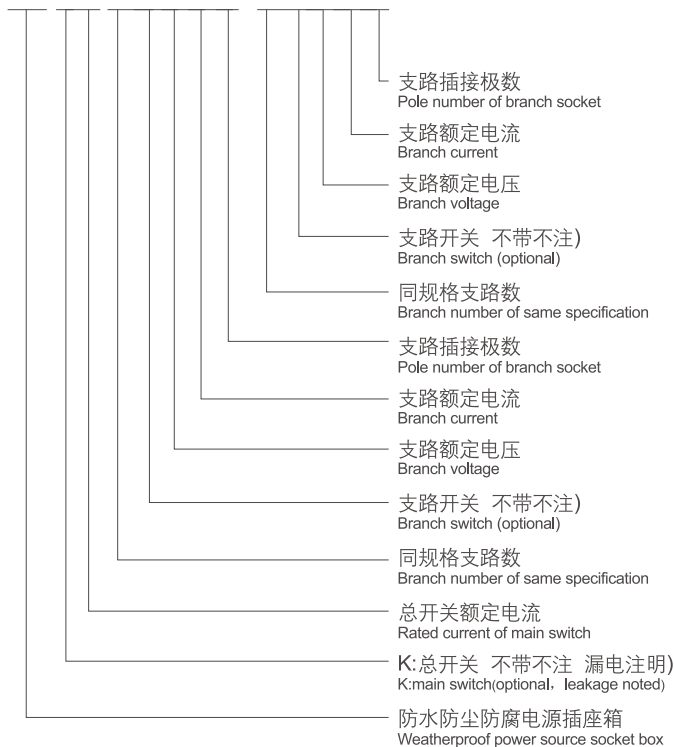 支路插接极数
Pole number of branch socket
支路额定电流
Branch current
支路额定电压
Branch voltage
支路开关 不带不注)
Branch switch (optional)
同规格支路数
Branch number of same specification
支路插接极数
Pole number of branch socket
支路额定电流
Branch current
支路额定电压
Branch voltage
支路开关 不带不注)
Branch switch (optional)
同规格支路数
Branch number of same specification
总开关额定电流
Rated current of main switch
K:总开关 不带不注 漏电注明)
K:main switch(optional, leakage noted)
防水防尘防腐电源插座箱
Weatherproof power source socket box